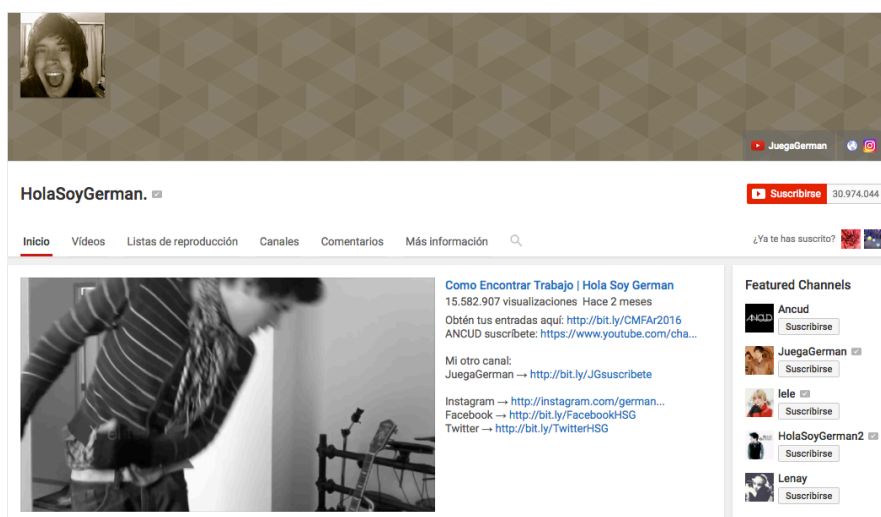 JuegaGerman
HolaSoyGerman.
Suscribirse 30.974.044
Inicio Vídeos Listas de reproducción Canales Comentarios Más información
¿Ya te has suscrito?
Como Encontrar Trabajo | Hola Soy German
15.582.907 visualizaciones Hace 2 meses
Obtén tus entradas aquí: http://bit.ly/CMFAr2016
ANCUD suscríbete: https://www.youtube.com/cha...
Mi otro canal:
JuegaGerman → http://bit.ly/JGsuscribete
Instagram → http://instagram.com/german...
Facebook → http://bit.ly/FacebookHSG
Twitter → http://bit.ly/TwitterHSG
Featured Channels
ANCUD
Ancud
Suscribirse
JuegaGerman
Suscribirse
lele
Suscribirse
HolaSoyGerman2
Suscribirse
Lenay
Suscribirse